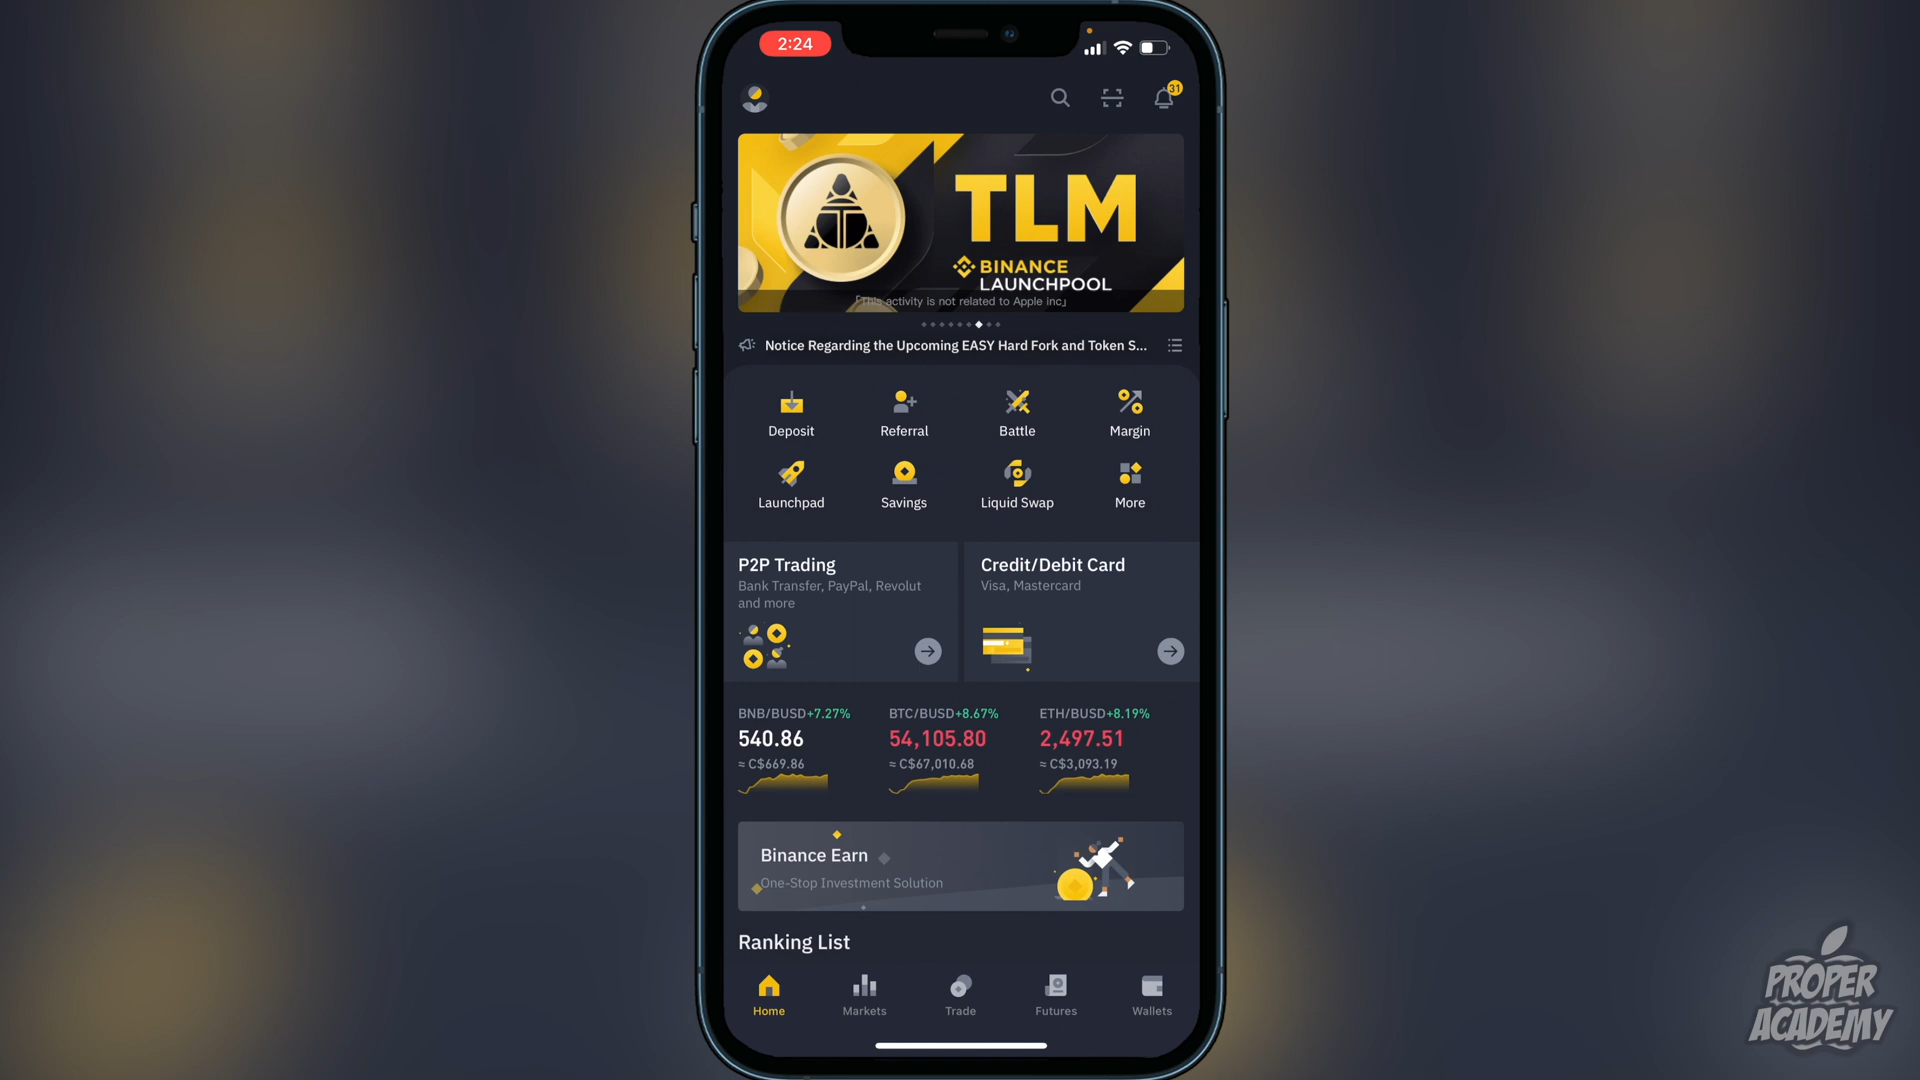 2:24
31
TLM
BINANCE
LAUNCHPOOL
「This activity is not related to Apple inc」
Notice Regarding the Upcoming EASY Hard Fork and Token S...
Deposit
Referral
Battle
Margin
Launchpad
Savings
Liquid Swap
More
P2P Trading
Bank Transfer, PayPal, Revolut
and more
Credit/Debit Card
Visa, Mastercard
BNB/BUSD+7.27%
540.86
≈ C$669.86
BTC/BUSD+8.67%
54,105.80
≈ C$67,010.68
ETH/BUSD+8.19%
2,497.51
≈ C$3,093.19
Binance Earn
One-Stop Investment Solution
Ranking List
Home
Markets
Trade
Futures
Wallets
PROPER
ACADEMY